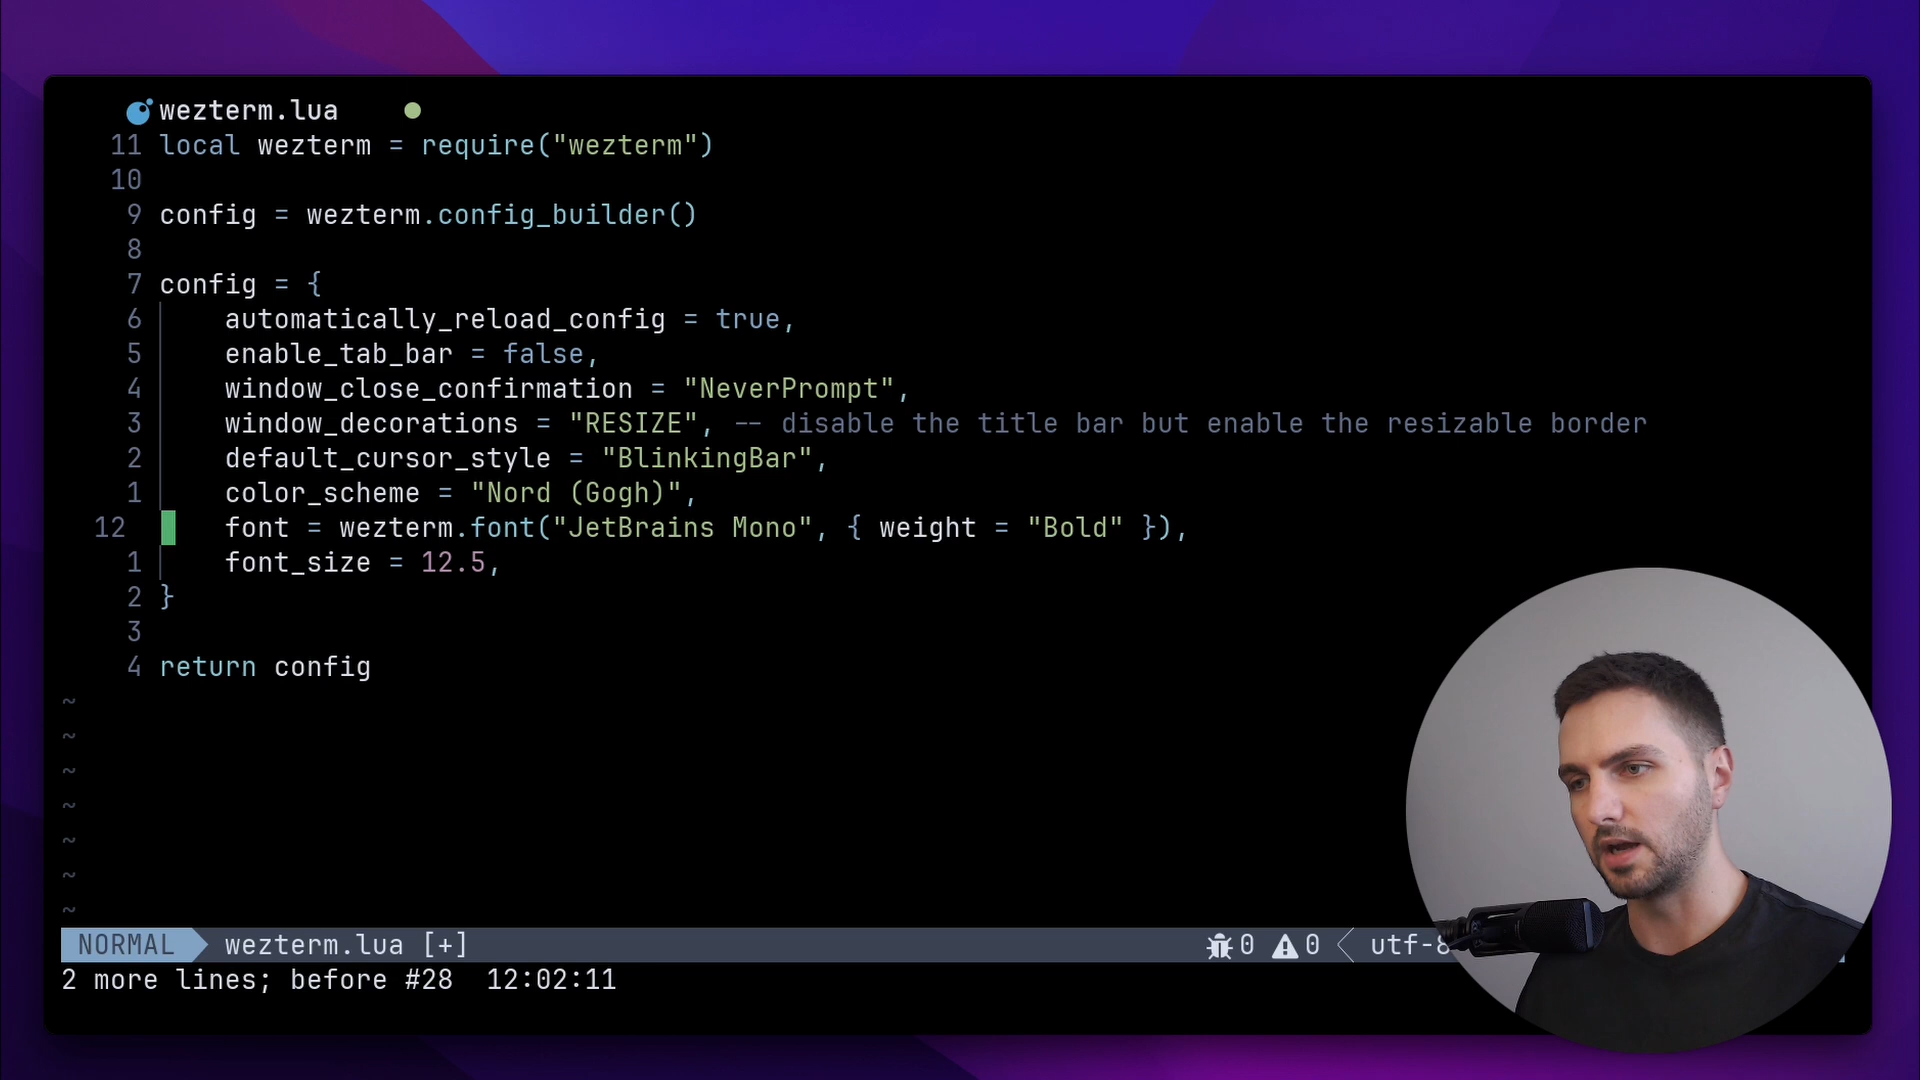 wezterm.lua
11 local wezterm = require("wezterm")
10
9 config = wezterm.config_builder()
8
7 config = {
6 automatically_reload_config = true,
5 enable_tab_bar = false,
4 window_close_confirmation = "NeverPrompt",
3 window_decorations = "RESIZE", -- disable the title bar but enable the resizable border
2 default_cursor_style = "BlinkingBar",
1 color_scheme = "Nord (Gogh)",
12 font = wezterm.font("JetBrains Mono", { weight = "Bold" }),
1 font_size = 12.5,
2 }
3
4 return config
~
~
~
~
~
~
~
NORMAL wezterm.lua [+] 0 0 utf-8
2 more lines; before #28 12:02:11